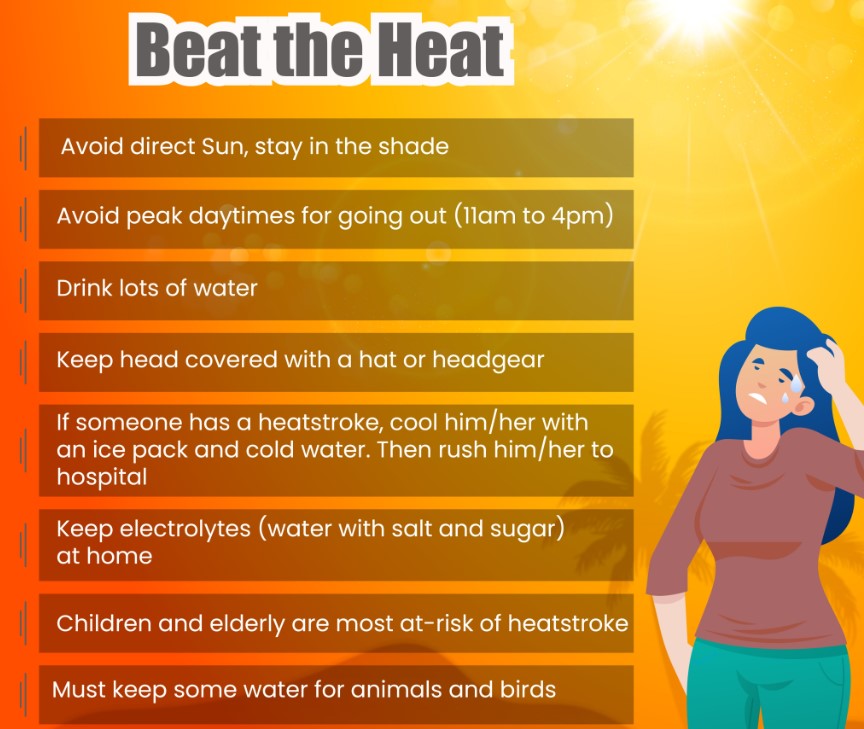 Beat the Heat
Avoid direct Sun, stay in the shade
Avoid peak daytimes for going out (11am to 4pm)
Drink lots of water
Keep head covered with a hat or headgear
If someone has a heatstroke, cool him/her with
an ice pack and cold water. Then rush him/her to
hospital
Keep electrolytes (water with salt and sugar)
at home
Children and elderly are most at-risk of heatstroke
Must keep some water for animals and birds